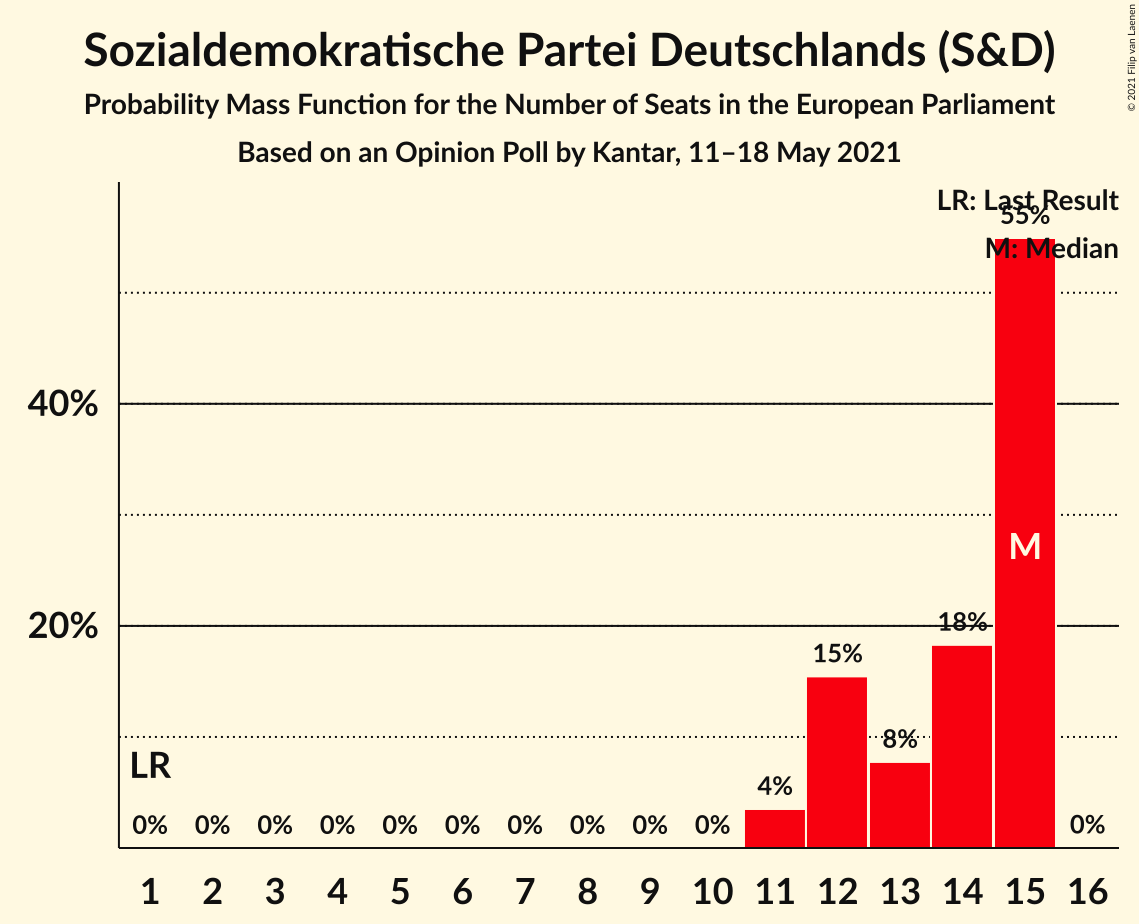 Sozialdemokratische Partei Deutschlands (S&D)
Probability Mass Function for the Number of Seats in the European Parliament
Based on an Opinion Poll by Kantar, 11–18 May 2021
© 2021 Filip van Laenen
LR: Last Result
55%
M: Median
40%
M
20%
18%
15%
8%
LR
4%
0% 0% 0% 0% 0% 0% 0% 0% 0% 0% 0%
1 2 3 4 5 6 7 8 9 10 11 12 13 14 15 16